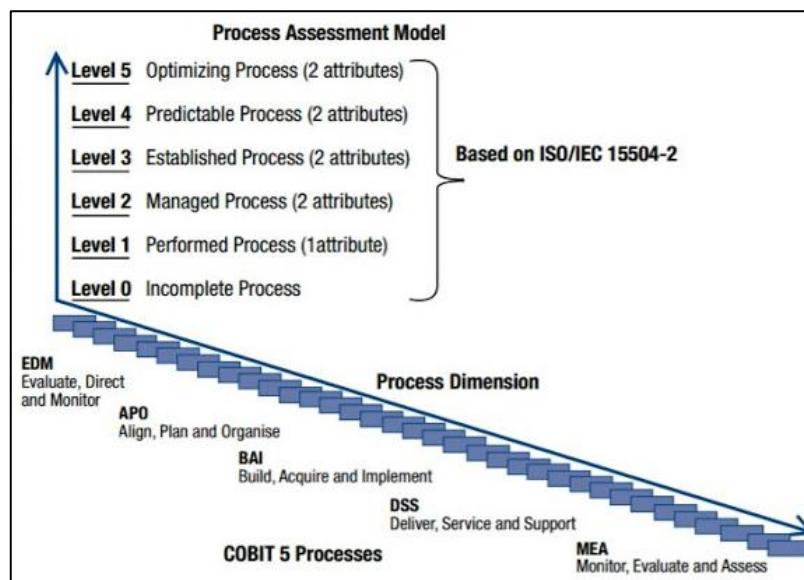 Process Assessment Model
Level 5 Optimizing Process (2 attributes)
Level 4 Predictable Process (2 attributes)
Level 3 Established Process (2 attributes)
Level 2 Managed Process (2 attributes)
Level 1 Performed Process (1attribute)
Level 0 Incomplete Process
Based on ISO/IEC 15504-2
Process Dimension
EDM
Evaluate, Direct
and Monitor
APO
Align, Plan and Organise
BAI
Build, Acquire and Implement
DSS
Deliver, Service and Support
MEA
Monitor, Evaluate and Assess
COBIT 5 Processes